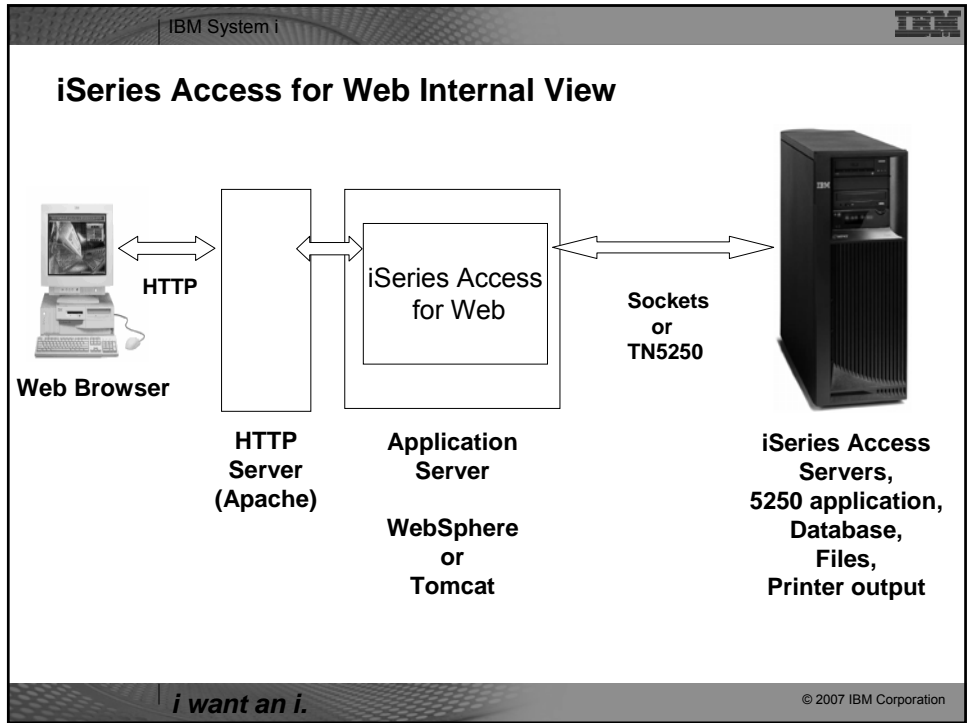 IBM System i
IBM
iSeries Access for Web Internal View
HTTP
Web Browser
HTTP
Server
(Apache)
iSeries Access
for Web
Application
Server
WebSphere
or
Tomcat
Sockets
or
TN5250
IBM
iSeries Access
Servers,
5250 application,
Database,
Files,
Printer output
i want an i.
© 2007 IBM Corporation